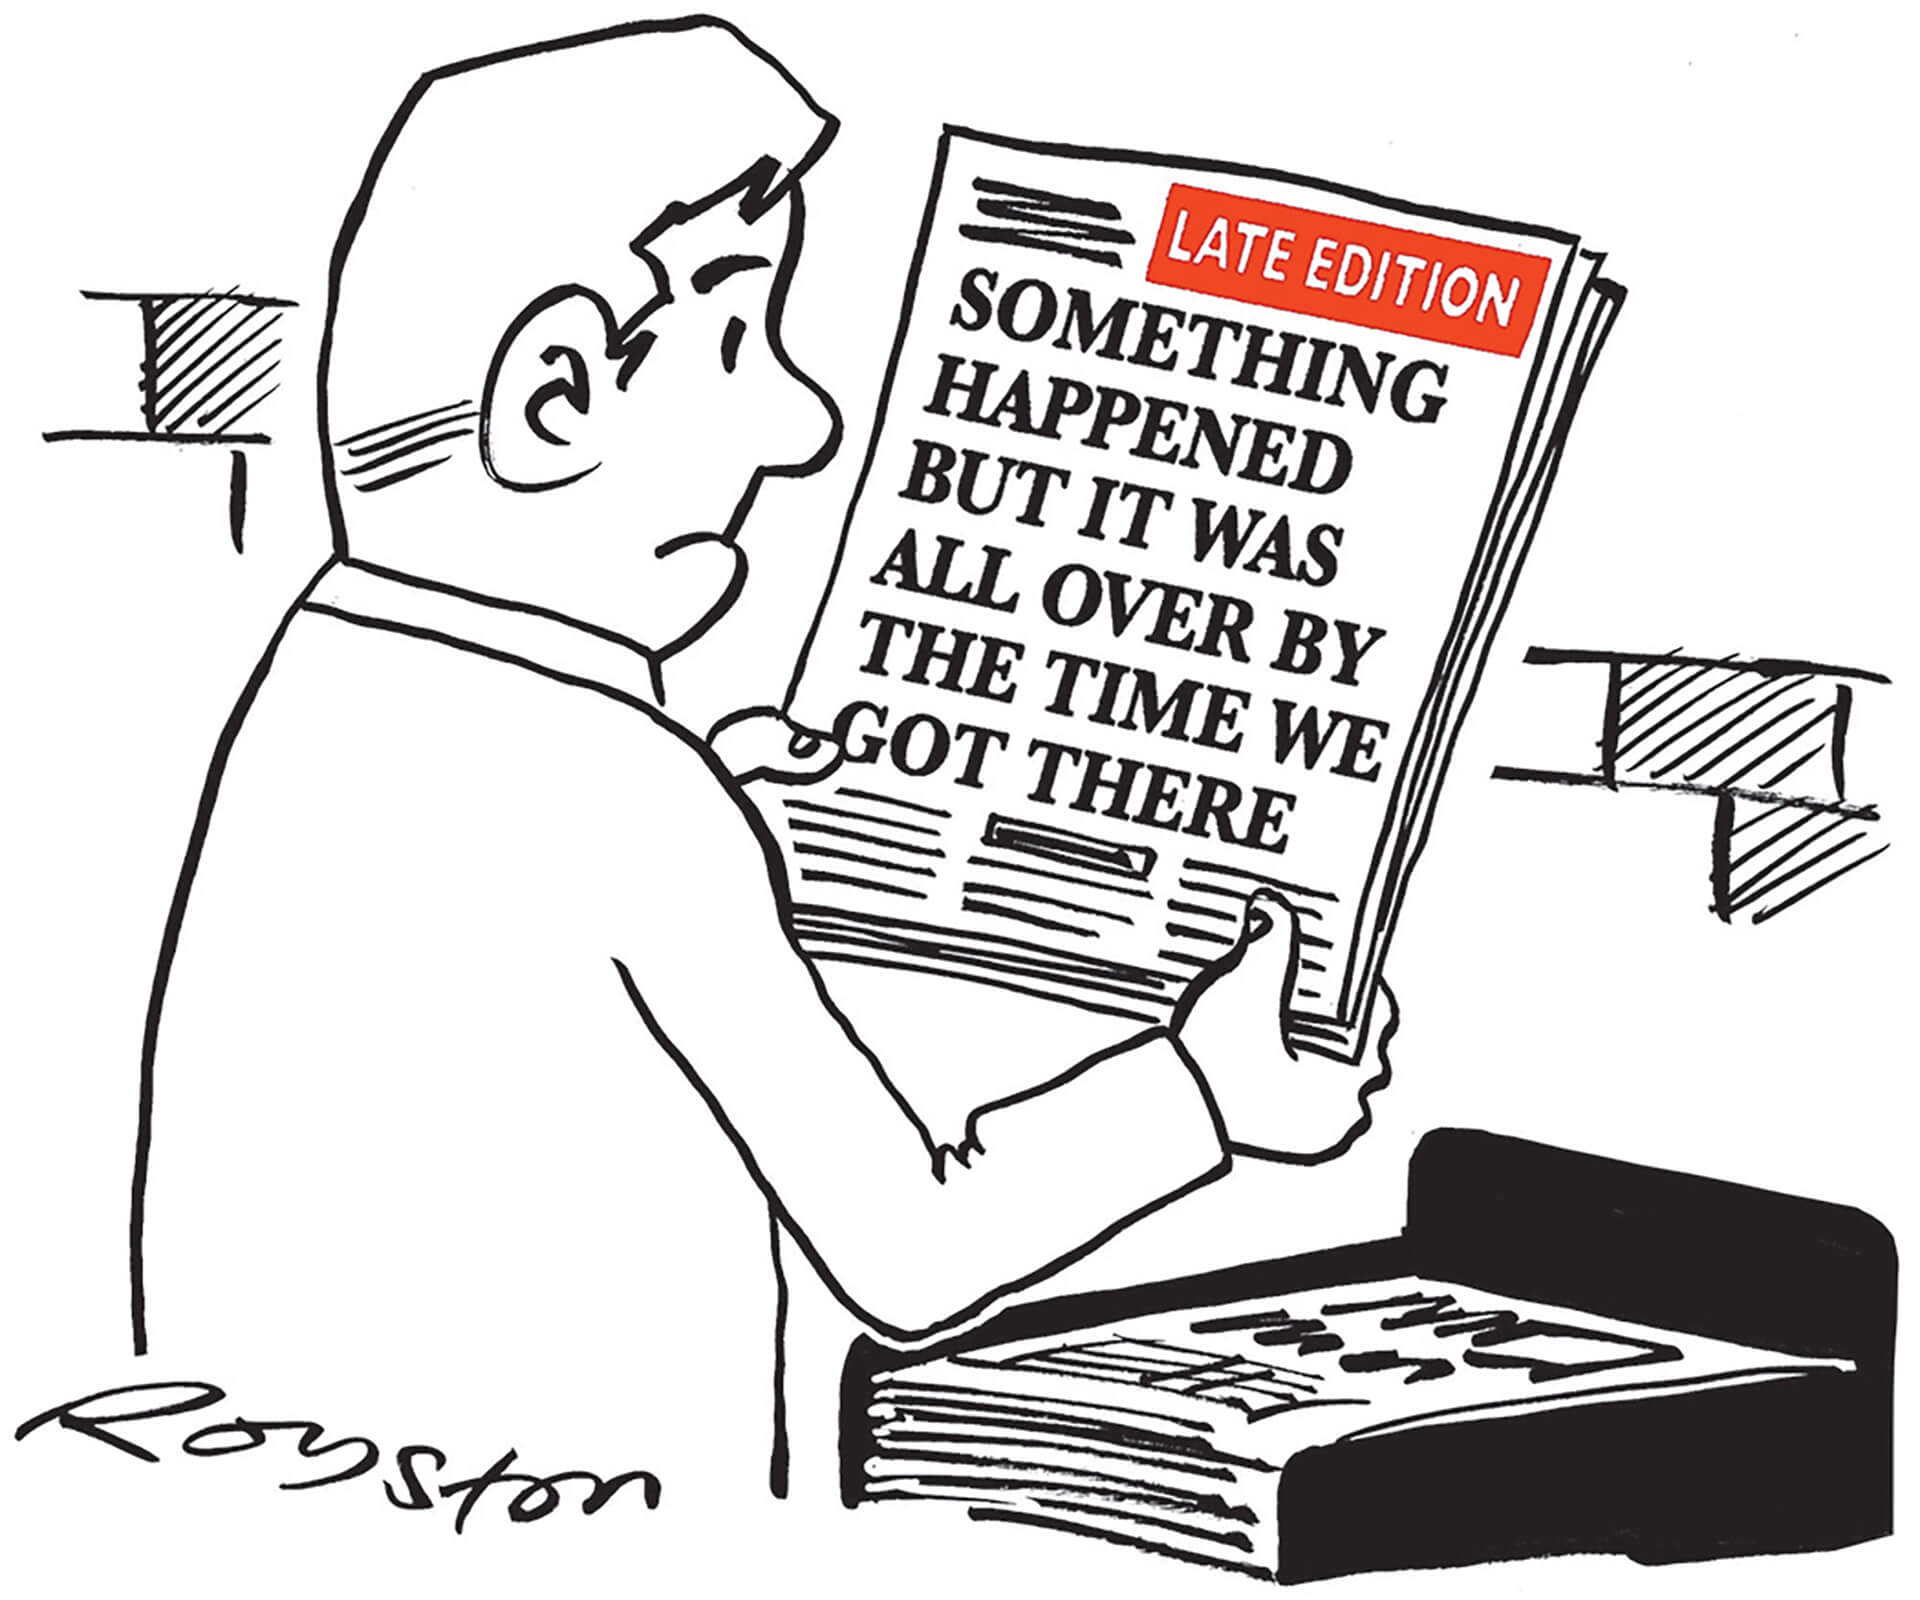 LATE EDITION
SOMETHING
HAPPENED
BUT IT WAS
ALL OVER BY
THE TIME WE
GOT THERE
Royston